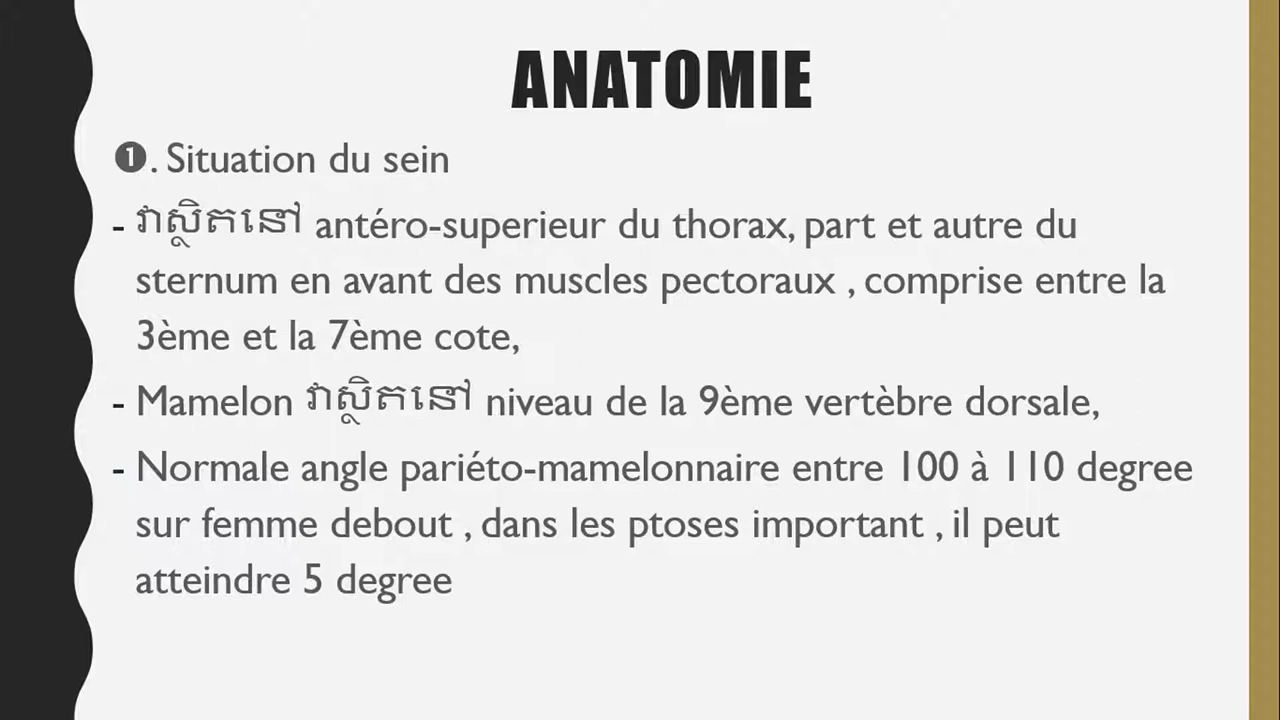 ANATOMIE
❶. Situation du sein
- វាស្ថិតនៅ antéro-superieur du thorax, part et autre du
sternum en avant des muscles pectoraux , comprise entre la
3ème et la 7ème cote,
- Mamelon វាស្ថិតនៅ niveau de la 9ème vertèbre dorsale,
- Normale angle pariéto-mamelonnaire entre 100 à 110 degree
sur femme debout , dans les ptoses important , il peut
atteindre 5 degree